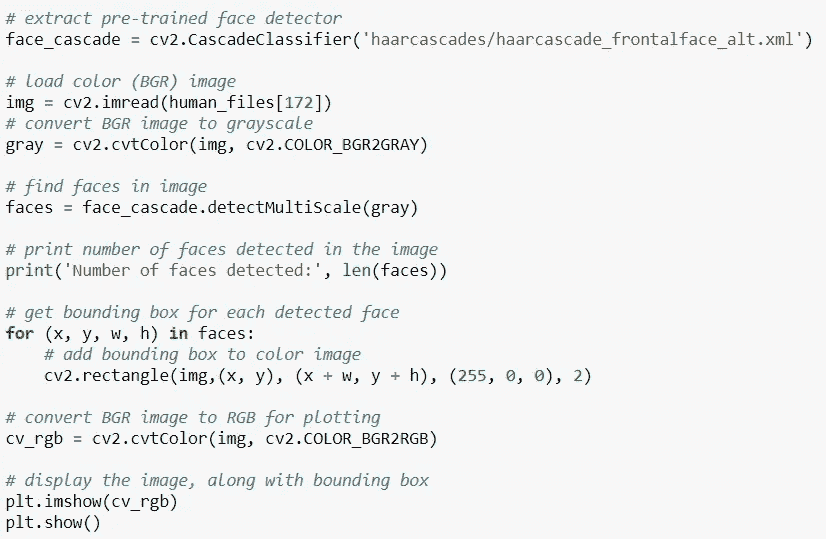 # extract pre-trained face detector
face_cascade = cv2.CascadeClassifier('haarcascades/haarcascade_frontalface_alt.xml')
# load color (BGR) image
img = cv2.imread(human_files[172])
# convert BGR image to grayscale
gray = cv2.cvtColor(img, cv2.COLOR_BGR2GRAY)
# find faces in image
faces = face_cascade.detectMultiScale(gray)
# print number of faces detected in the image
print('Number of faces detected:', len(faces))
# get bounding box for each detected face
for (x, y, w, h) in faces:
    # add bounding box to color image
    cv2.rectangle(img,(x, y), (x + w, y + h), (255, 0, 0), 2)
# convert BGR image to RGB for plotting
cv_rgb = cv2.cvtColor(img, cv2.COLOR_BGR2RGB)
# display the image, along with bounding box
plt.imshow(cv_rgb)
plt.show()